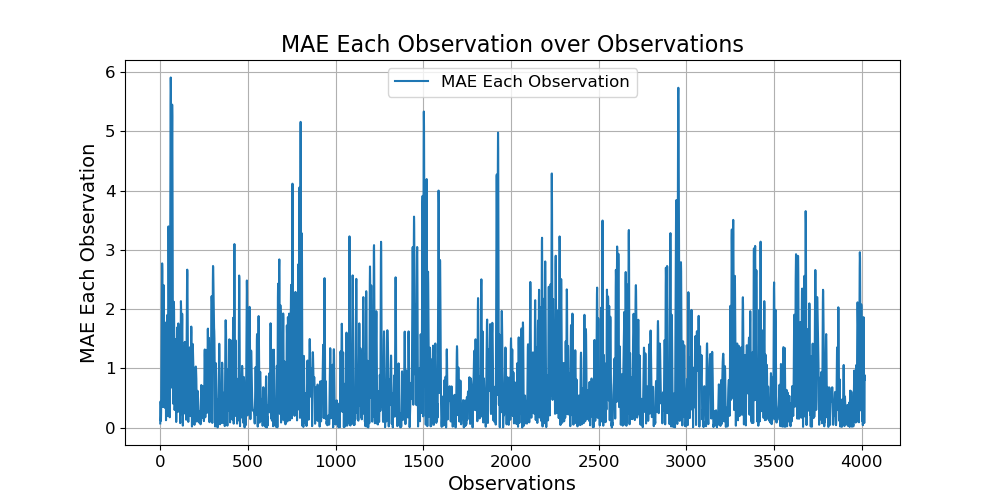 MAE Each Observation over Observations
MAE Each Observation
MAE Each Observation
6
5
4
3
2
1
0
0 500 1000 1500 2000 2500 3000 3500 4000
Observations